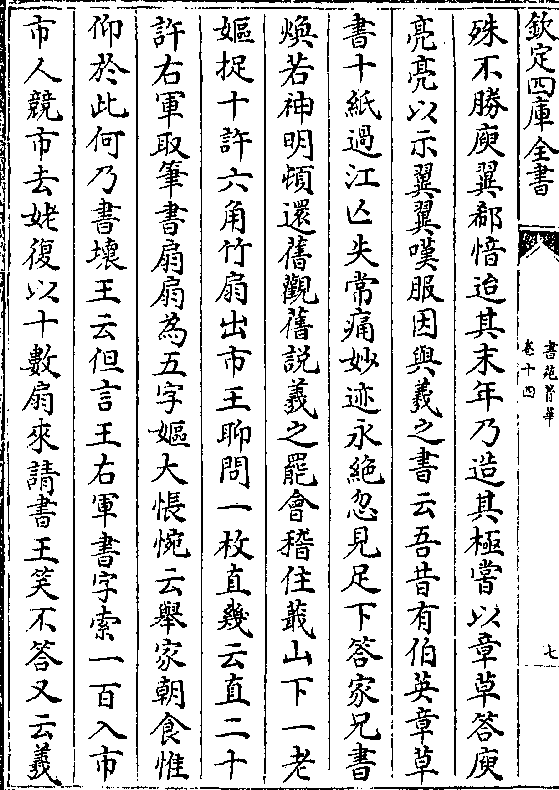 欽定四庫全書
書苑菁華
卷十四
七
殊不勝庾翼郗愔迨其末年乃造其極嘗以章草答庾
亮亮以示翼翼嘆服因與羲之書云吾昔有伯英章草
書十紙過江亾失常痛妙迹永絶忽見足下答家兄書
煥若神明頓還舊觀舊説羲之罷會稽住蕺山下一老
嫗捉十許六角竹扇出市王聊問一枚直幾云直二十
許右軍取筆書扇扇為五字嫗大悵惋云舉家朝食惟
仰於此何乃書壞王云但言王右軍書字索一百入市
市人競市去姥復以十數扇來請書王笑不答又云羲